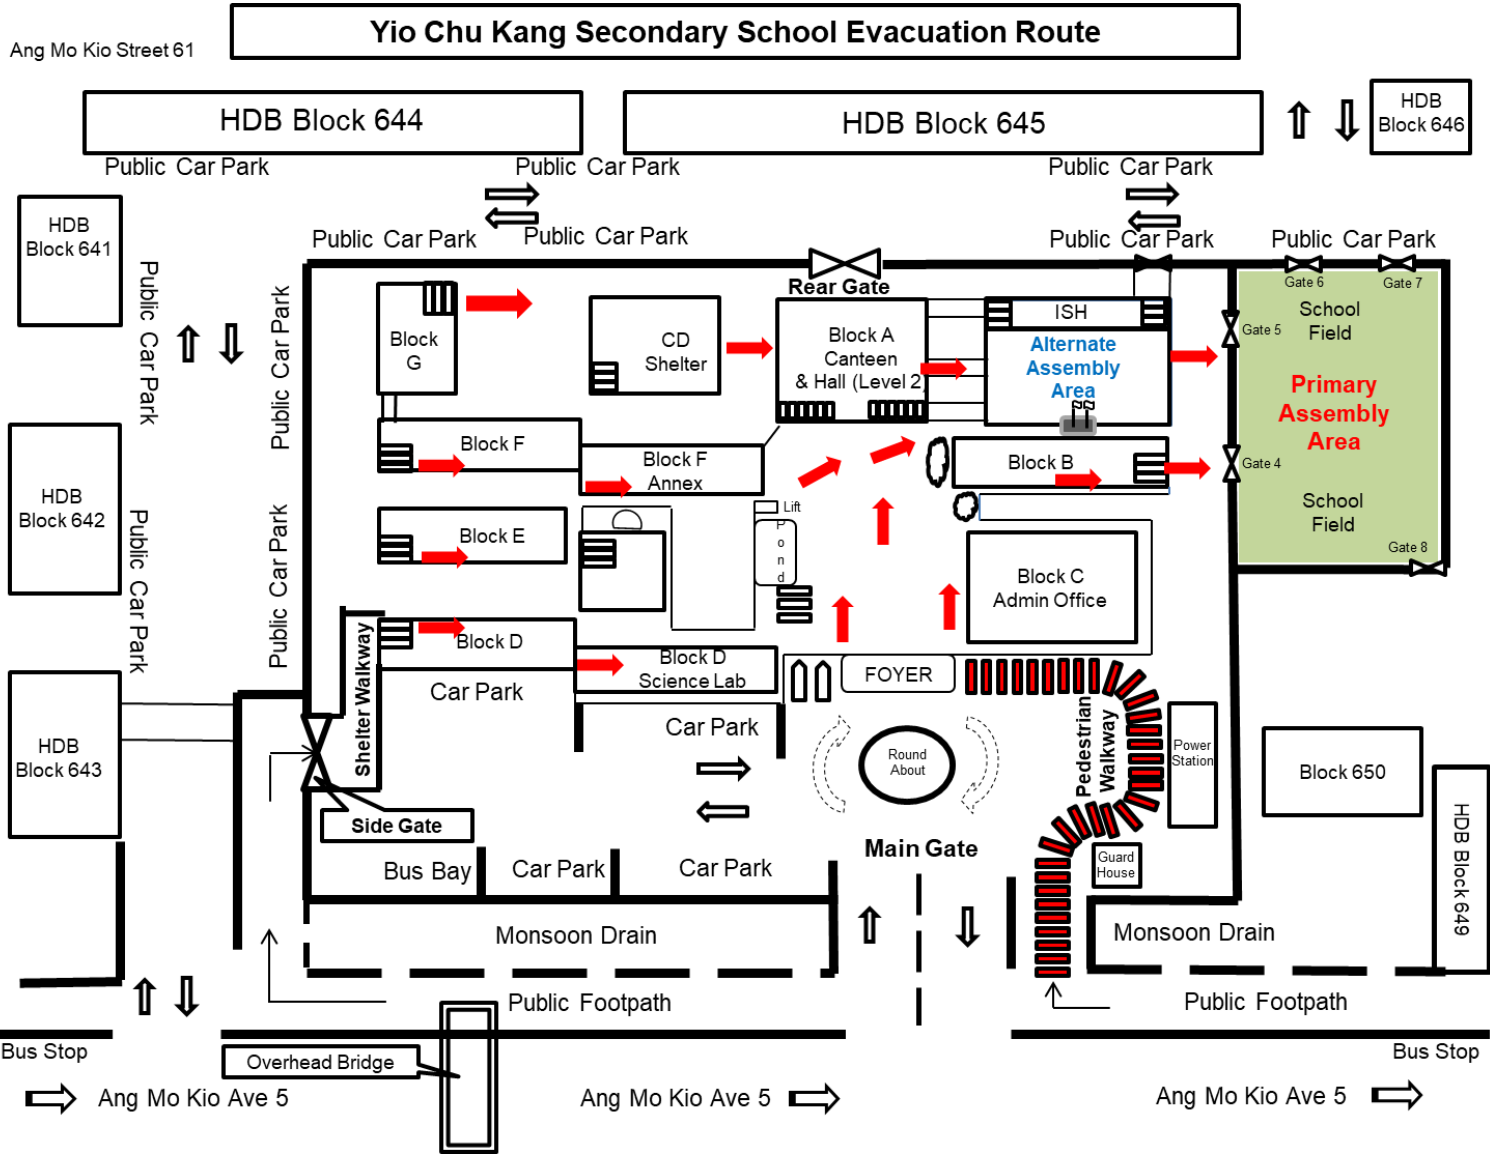 Yio Chu Kang Secondary School Evacuation Route
Ang Mo Kio Street 61
HDB Block 644
HDB Block 645
HDB
Block 646
Public Car Park
Public Car Park
Public Car Park
HDB
Block 641
Public Car Park
Public Car Park
Public Car Park
Public Car Park
Public Car Park
Public Car Park
Rear Gate
Gate 6
Gate 7
Block
G
CD
Shelter
Block A
Canteen
& Hall (Level 2
ISH
Alternate
Assembly
Area
Gate 5
School
Field
Primary
Assembly
Area
Block F
Block F
Annex
Block B
Gate 4
HDB
Block 642
Public Car Park
Public Car Park
Block E
Lift
Pond
School
Field
Gate 8
Block C
Admin Office
Block D
Block D
Science Lab
Shelter Walkway
Car Park
FOYER
Car Park
Pedestrian
Walkway
Power
Station
HDB
Block 643
Round
About
Block 650
Side Gate
HDB Block 649
Main Gate
Guard
House
Bus Bay
Car Park
Car Park
Monsoon Drain
Monsoon Drain
Public Footpath
Public Footpath
Bus Stop
Overhead Bridge
Bus Stop
Ang Mo Kio Ave 5
Ang Mo Kio Ave 5
Ang Mo Kio Ave 5